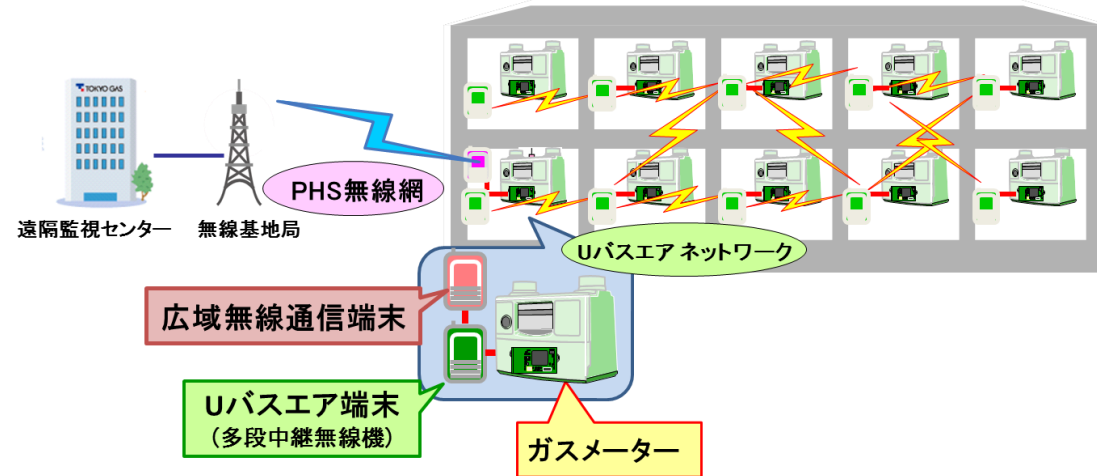 TOKYO GAS
PHS無線網
遠隔監視センター
無線基地局
Uバスエア ネットワーク
広域無線通信端末
Uバスエア端末
(多段中継無線機)
ガスメーター